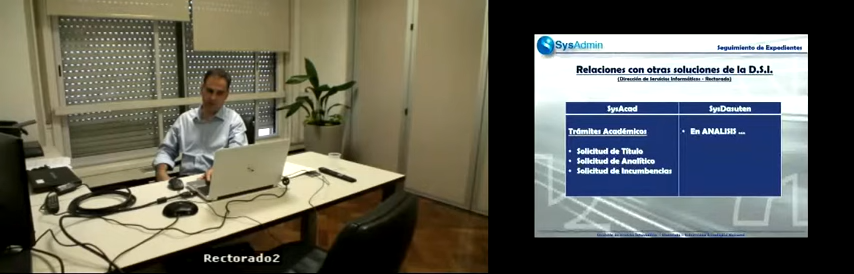 Rectorado2
SysAdmin
Seguimiento de Expedientes
Relaciones con otras soluciones de la D.S.I.
(Dirección de Servicios Informáticos - Rectorado)
SysAcad
SysDasuten
Trámites Académicos
• Solicitud de Título
• Solicitud de Analítico
• Solicitud de Incumbencias
• En ANALISIS ...